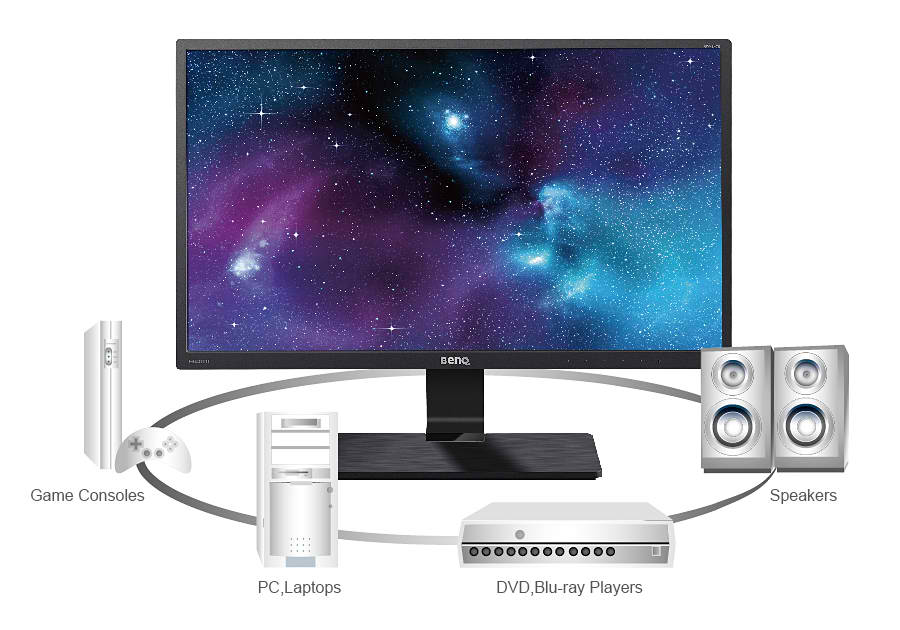 BenQ
Game Consoles
Speakers
PC,Laptops
DVD,Blu-ray Players